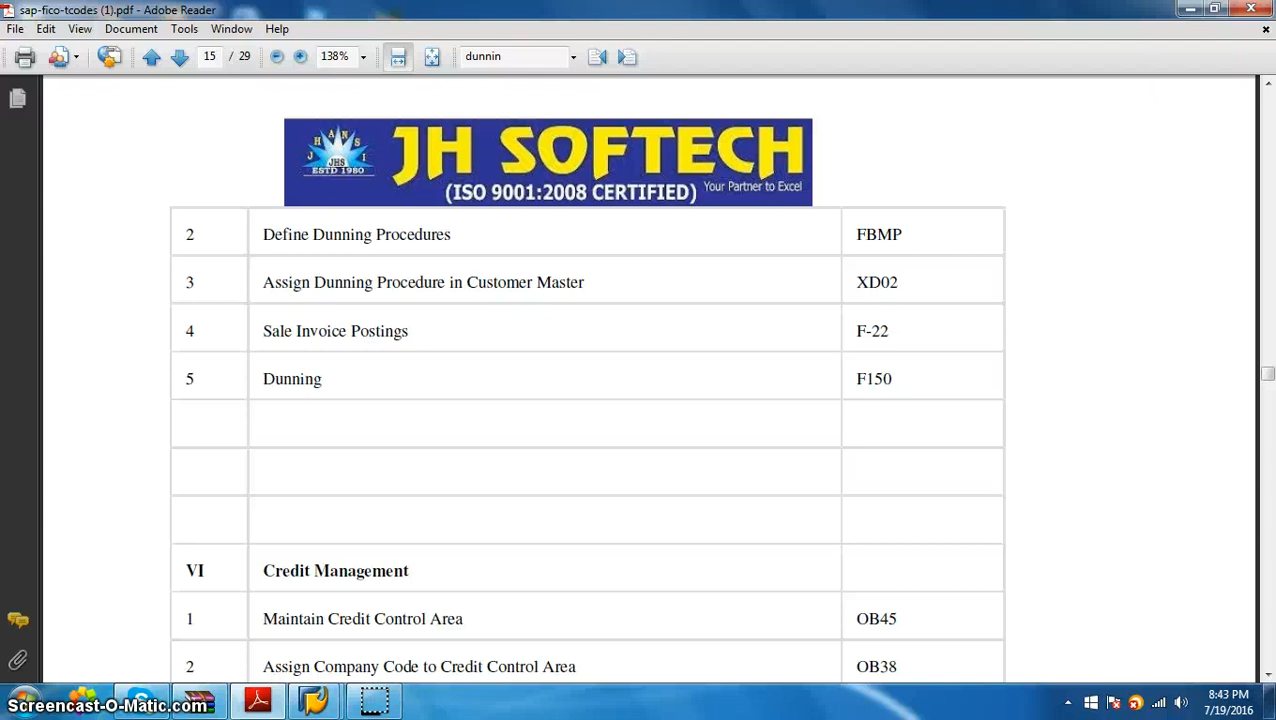 sap-fico-tcodes (1).pdf - Adobe Reader
File Edit View Document Tools Window Help
15 / 29 138% dunnin
J H A N S I
JHS
ESTD 1980
JH SOFTECH
(ISO 9001:2008 CERTIFIED) Your Partner to Excel
2 Define Dunning Procedures FBMP
3 Assign Dunning Procedure in Customer Master XD02
4 Sale Invoice Postings F-22
5 Dunning F150
VI Credit Management
1 Maintain Credit Control Area OB45
2 Assign Company Code to Credit Control Area OB38
Screencast-O-Matic.com
8:43 PM
7/19/2016